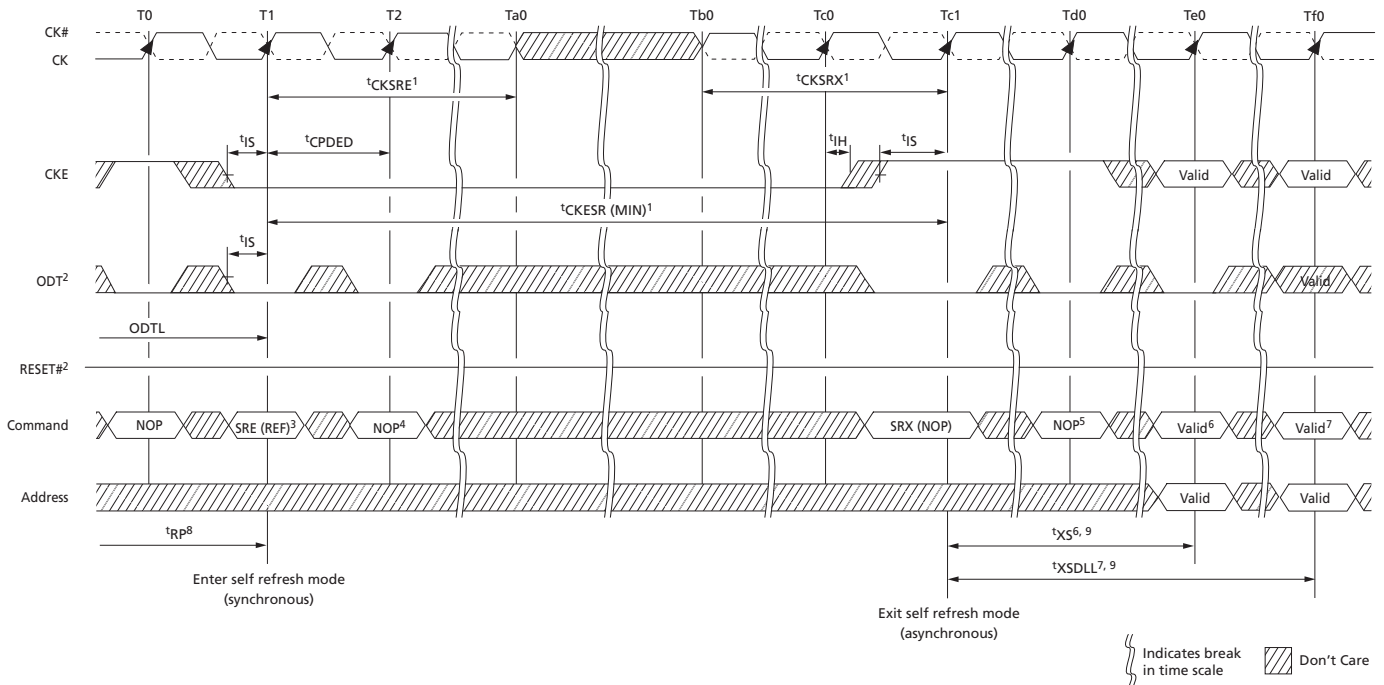 T0 T1 T2 Ta0 Tb0 Tc0 Tc1 Td0 Te0 Tf0
CK#
CK
tCKSRE1 tCKSRX1
tIS tCPDED tIH tIS
CKE Valid Valid
tCKESR (MIN)1
tIS
ODT2 Valid
ODTL
RESET#2
Command NOP SRE (REF)3 NOP4 SRX (NOP) NOP5 Valid6 Valid7
Address Valid Valid
tRP8 tXS6, 9
tXSDLL7, 9
Enter self refresh mode
(synchronous)
Exit self refresh mode
(asynchronous)
Indicates break
in time scale
Don't Care